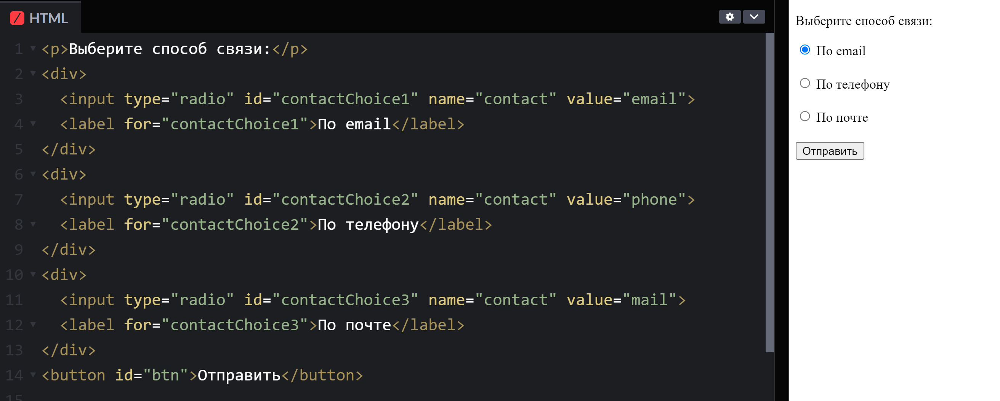 HTML
1 <p>Выберите способ связи:</p>
2 <div>
3 <input type="radio" id="contactChoice1" name="contact" value="email">
4 <label for="contactChoice1">По email</label>
5 </div>
6 <div>
7 <input type="radio" id="contactChoice2" name="contact" value="phone">
8 <label for="contactChoice2">По телефону</label>
9 </div>
10 <div>
11 <input type="radio" id="contactChoice3" name="contact" value="mail">
12 <label for="contactChoice3">По почте</label>
13 </div>
14 <button id="btn">Отправить</button>
15
Выберите способ связи:
По email
По телефону
По почте
Отправить